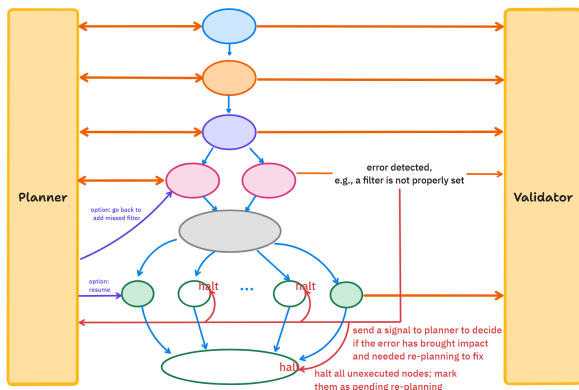 error detected,
e.g., a filter is not properly set
Planner
Validator
option: go back to
add missed filter
option:
resume
halt
...
halt
send a signal to planner to decide
if the error has brought impact
and needed re-planning to fix
halt
halt all unexecuted nodes; mark
them as pending re-planning